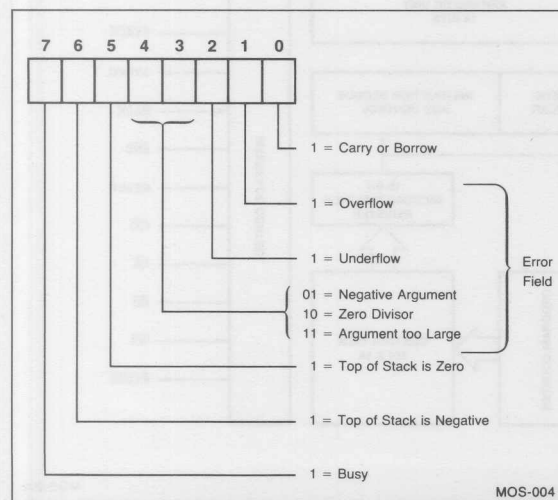 7 6 5 4 3 2 1 0
1 = Carry or Borrow
1 = Overflow
1 = Underflow
Error
Field
01 = Negative Argument
10 = Zero Divisor
11 = Argument too Large
1 = Top of Stack is Zero
1 = Top of Stack is Negative
1 = Busy
MOS-004